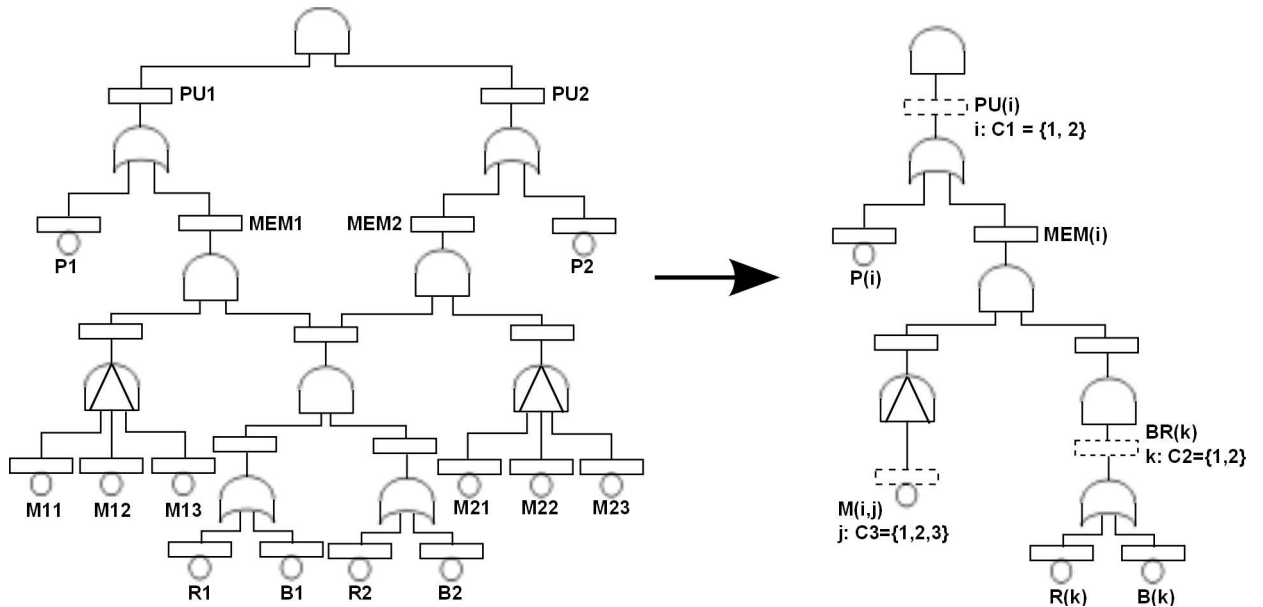 PU1
PU2
MEM1
MEM2
P1
P2
M11
M12
M13
M21
M22
M23
R1
B1
R2
B2
PU(i)
i: C1 = {1, 2}
P(i)
MEM(i)
BR(k)
k: C2={1,2}
M(i,j)
j: C3={1,2,3}
R(k)
B(k)